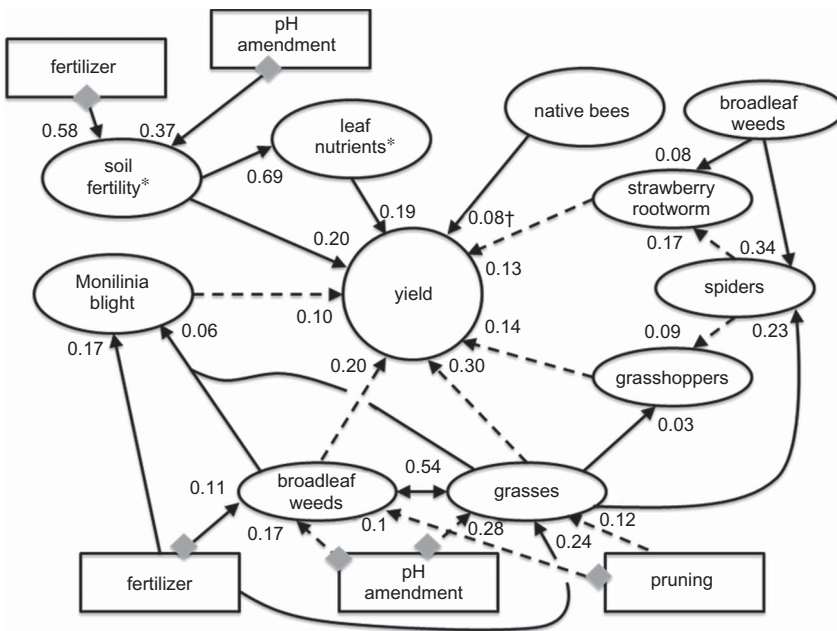 pH
amendment
fertilizer
0.58
0.37
soil
fertility*
0.69
leaf
nutrients*
native bees
broadleaf
weeds
0.08
strawberry
rootworm
0.19
0.08†
0.20
0.17
0.34
0.13
Monilinia
blight
yield
spiders
0.10
0.06
0.17
0.14
0.09
0.23
0.20
0.30
grasshoppers
0.03
broadleaf
weeds
0.54
grasses
0.11
0.17
0.1
0.28
0.24
0.12
fertilizer
pH
amendment
pruning